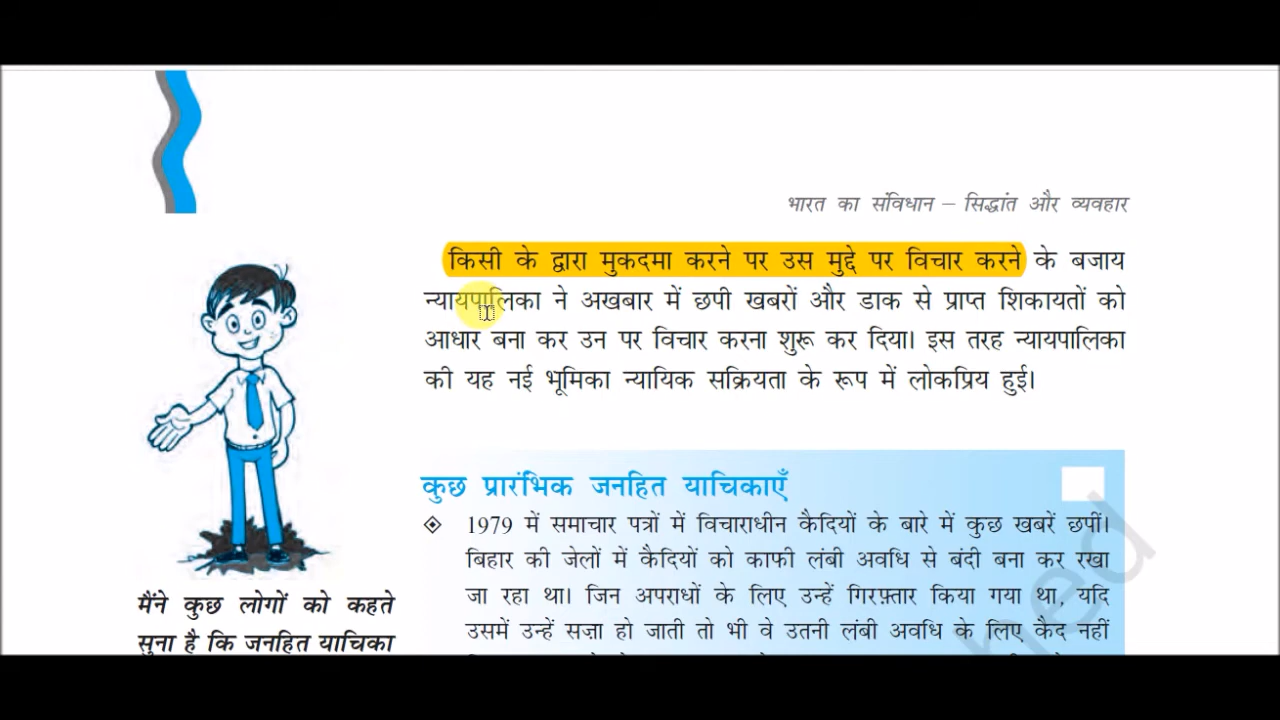 भारत का संविधान – सिद्धांत और व्यवहार
किसी के द्वारा मुकदमा करने पर उस मुद्दे पर विचार करने के बजाय
न्यायपालिका ने अखबार में छपी खबरों और डाक से प्राप्त शिकायतों को
आधार बना कर उन पर विचार करना शुरू कर दिया। इस तरह न्यायपालिका
की यह नई भूमिका न्यायिक सक्रियता के रूप में लोकप्रिय हुई।
कुछ प्रारंभिक जनहित याचिकाएँ
1979 में समाचार पत्रों में विचाराधीन कैदियों के बारे में कुछ खबरें छपीं।
बिहार की जेलों में कैदियों को काफी लंबी अवधि से बंदी बना कर रखा
जा रहा था। जिन अपराधों के लिए उन्हें गिरफ़्तार किया गया था, यदि
उसमें उन्हें सज़ा हो जाती तो भी वे उतनी लंबी अवधि के लिए कैद नहीं
मैंने कुछ लोगों को कहते
सुना है कि जनहित याचिका
hed